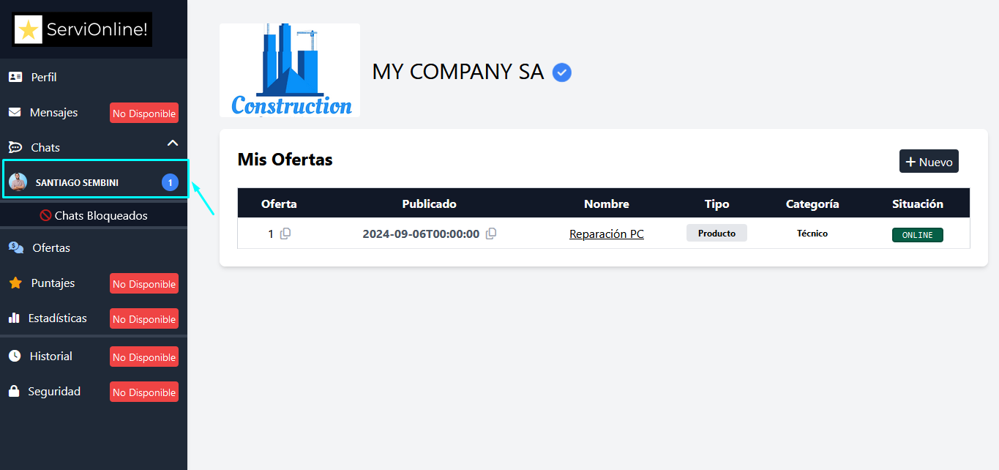 ServiOnline!
Perfil
Mensajes No Disponible
Chats
SANTIAGO SEMBINI 1
Chats Bloqueados
Ofertas
Puntajes No Disponible
Estadísticas No Disponible
Historial No Disponible
Seguridad No Disponible
Construction
MY COMPANY SA
Mis Ofertas
+ Nuevo
Oferta Publicado Nombre Tipo Categoría Situación
1 2024-09-06T00:00:00 Reparación PC Producto Técnico ONLINE